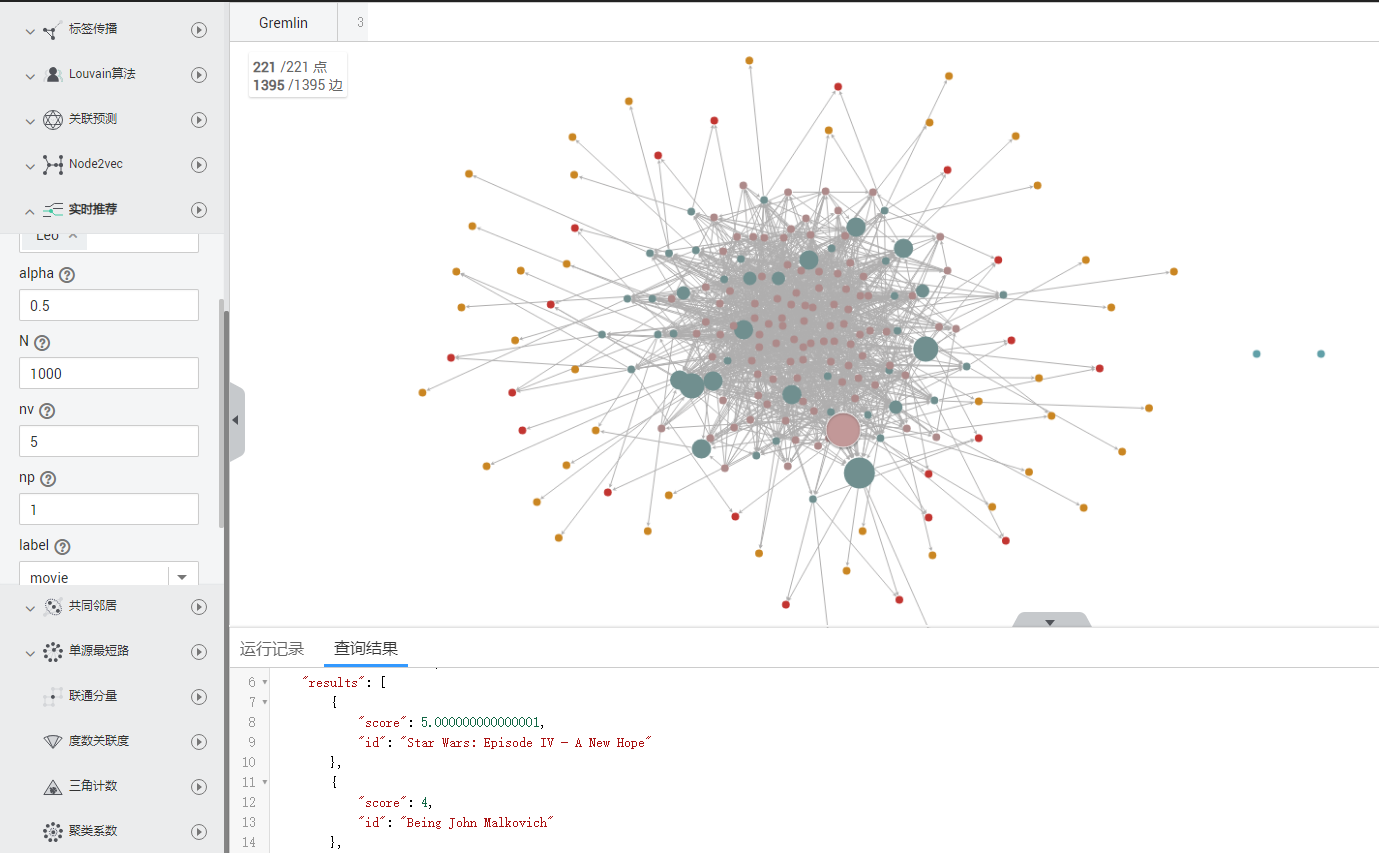 标签传播
Louvain算法
关联预测
Node2vec
实时推荐
Leo
alpha ?
0.5
N ?
1000
nv ?
5
np ?
1
label ?
movie
共同邻居
单源最短路
联通分量
度数关联度
三角计数
聚类系数
Gremlin
3
221 /221 点
1395 /1395 边
运行记录
查询结果
6 "results": [
7 {
8 "score": 5.000000000000001,
9 "id": "Star Wars: Episode IV - A New Hope"
10 },
11 {
12 "score": 4,
13 "id": "Being John Malkovich"
14 },